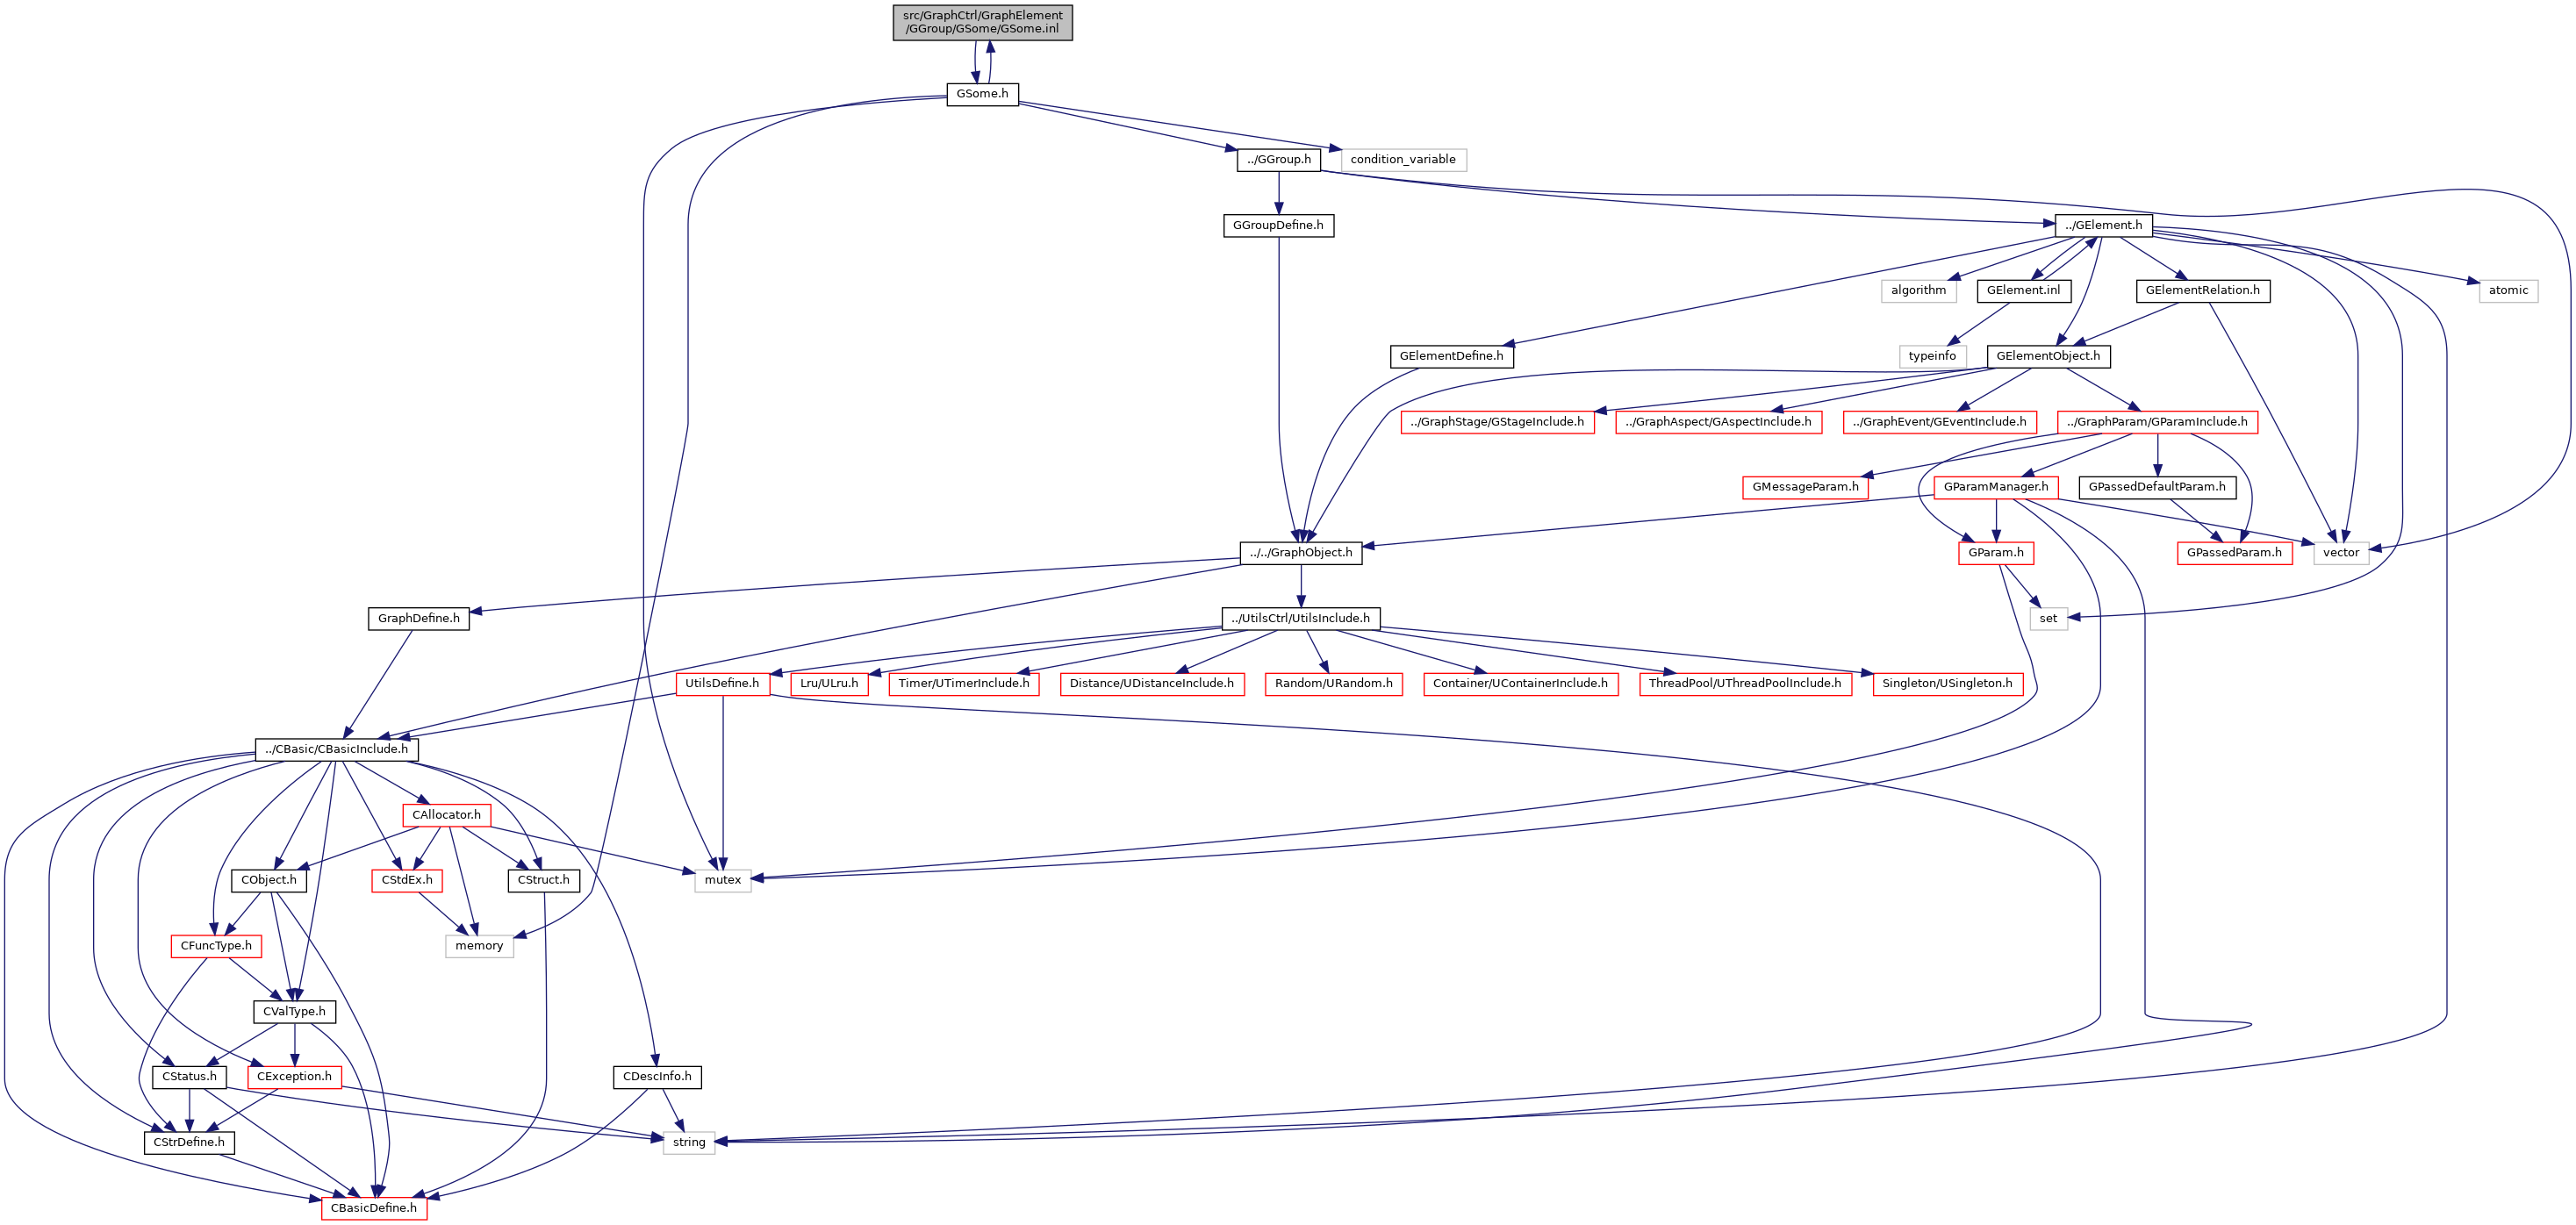 src/GraphCtrl/GraphElement
/GGroup/GSome/GSome.inl
GSome.h
../GGroup.h
condition_variable
GGroupDefine.h
../GElement.h
algorithm
GElement.inl
GElementRelation.h
atomic
GElementDefine.h
typeinfo
GElementObject.h
../GraphStage/GStageInclude.h
../GraphAspect/GAspectInclude.h
../GraphEvent/GEventInclude.h
../GraphParam/GParamInclude.h
GMessageParam.h
GParamManager.h
GPassedDefaultParam.h
../../GraphObject.h
GParam.h
GPassedParam.h
vector
GraphDefine.h
../UtilsCtrl/UtilsInclude.h
set
UtilsDefine.h
Lru/ULru.h
Timer/UTimerInclude.h
Distance/UDistanceInclude.h
Random/URandom.h
Container/UContainerInclude.h
ThreadPool/UThreadPoolInclude.h
Singleton/USingleton.h
../CBasic/CBasicInclude.h
CAllocator.h
CObject.h
CStdEx.h
CStruct.h
mutex
CFuncType.h
memory
CValType.h
CStatus.h
CException.h
CDescInfo.h
CStrDefine.h
string
CBasicDefine.h